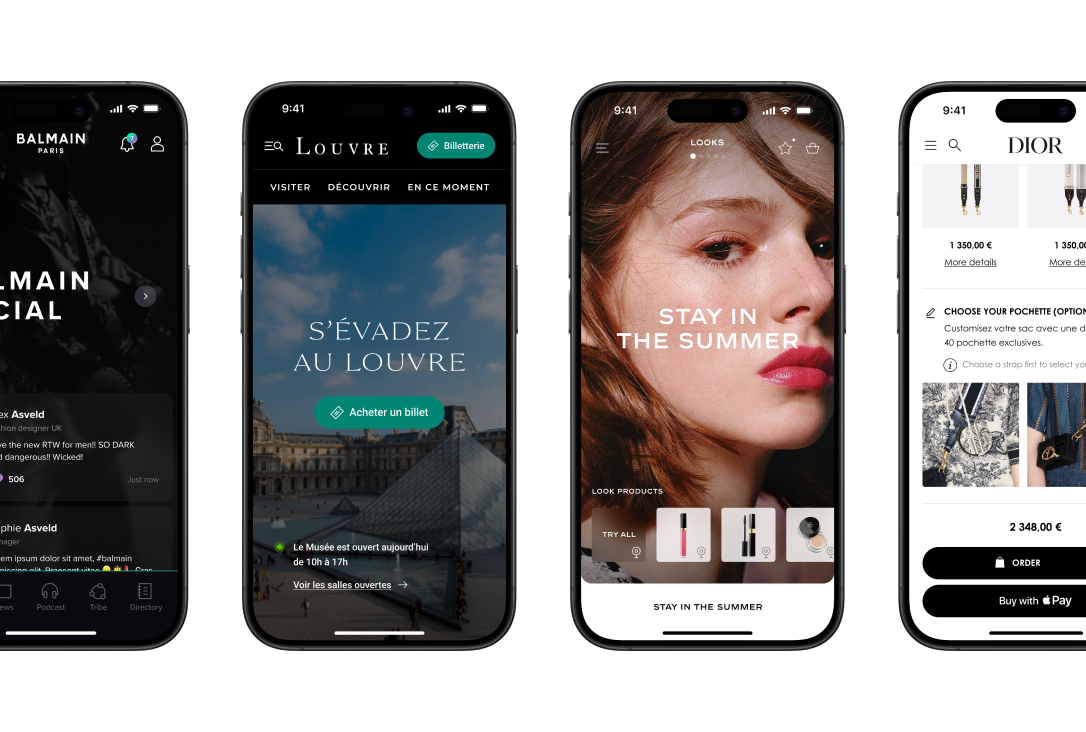 BALMAIN
PARIS
7
LMAIN
CIAL
ex Asveld
hion designer UK
ve the new RTW for men!! SO DARK
d dangerous!! Wicked!
506
Just now
phie Asveld
nager
em ipsum dolor sit amet, #balmain
ews
Podcast
Tribe
Directory
9:41
LOUVRE
Billetterie
VISITER
DÉCOUVRIR
EN CE MOMENT
S'ÉVADEZ
AU LOUVRE
Acheter un billet
Le Musée est ouvert aujourd'hui
de 10h à 17h
Voir les salles ouvertes
9:41
LOOKS
STAY IN
THE SUMMER
LOOK PRODUCTS
TRY ALL
STAY IN THE SUMMER
9:41
DIOR
1 350,00 €
More details
1 350,00
More de
CHOOSE YOUR POCHETTE (OPTION
Customisez votre sac avec une d
40 pochette exclusives.
Choose a strap first to select you
2 348,00 €
ORDER
Buy with Pay